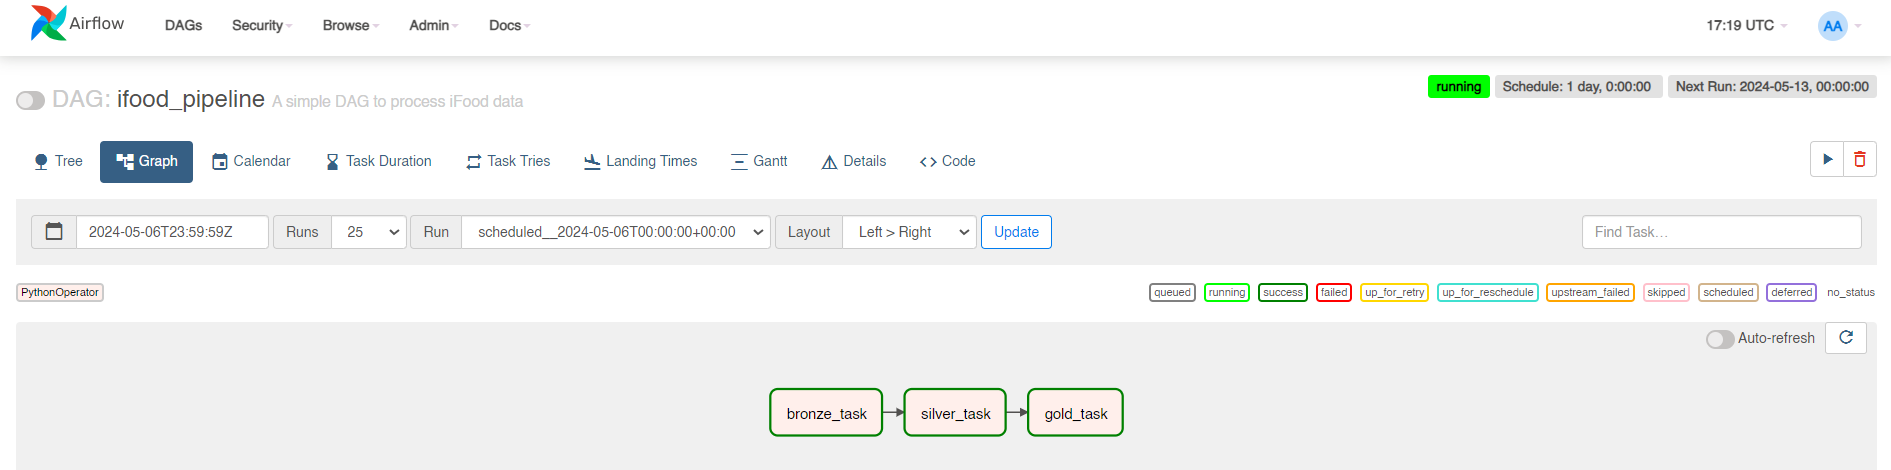 Airflow DAGs Security Browse Admin Docs 17:19 UTC AA
running Schedule: 1 day, 0:00:00 Next Run: 2024-05-13, 00:00:00
DAG: ifood_pipeline A simple DAG to process iFood data
Tree Graph Calendar Task Duration Task Tries Landing Times Gantt Details <> Code
2024-05-06T23:59:59Z Runs 25 Run scheduled__2024-05-06T00:00:00+00:00 Layout Left > Right Update Find Task...
PythonOperator queued running success failed up_for_retry up_for_reschedule upstream_failed skipped scheduled deferred no_status
Auto-refresh
bronze_task silver_task gold_task